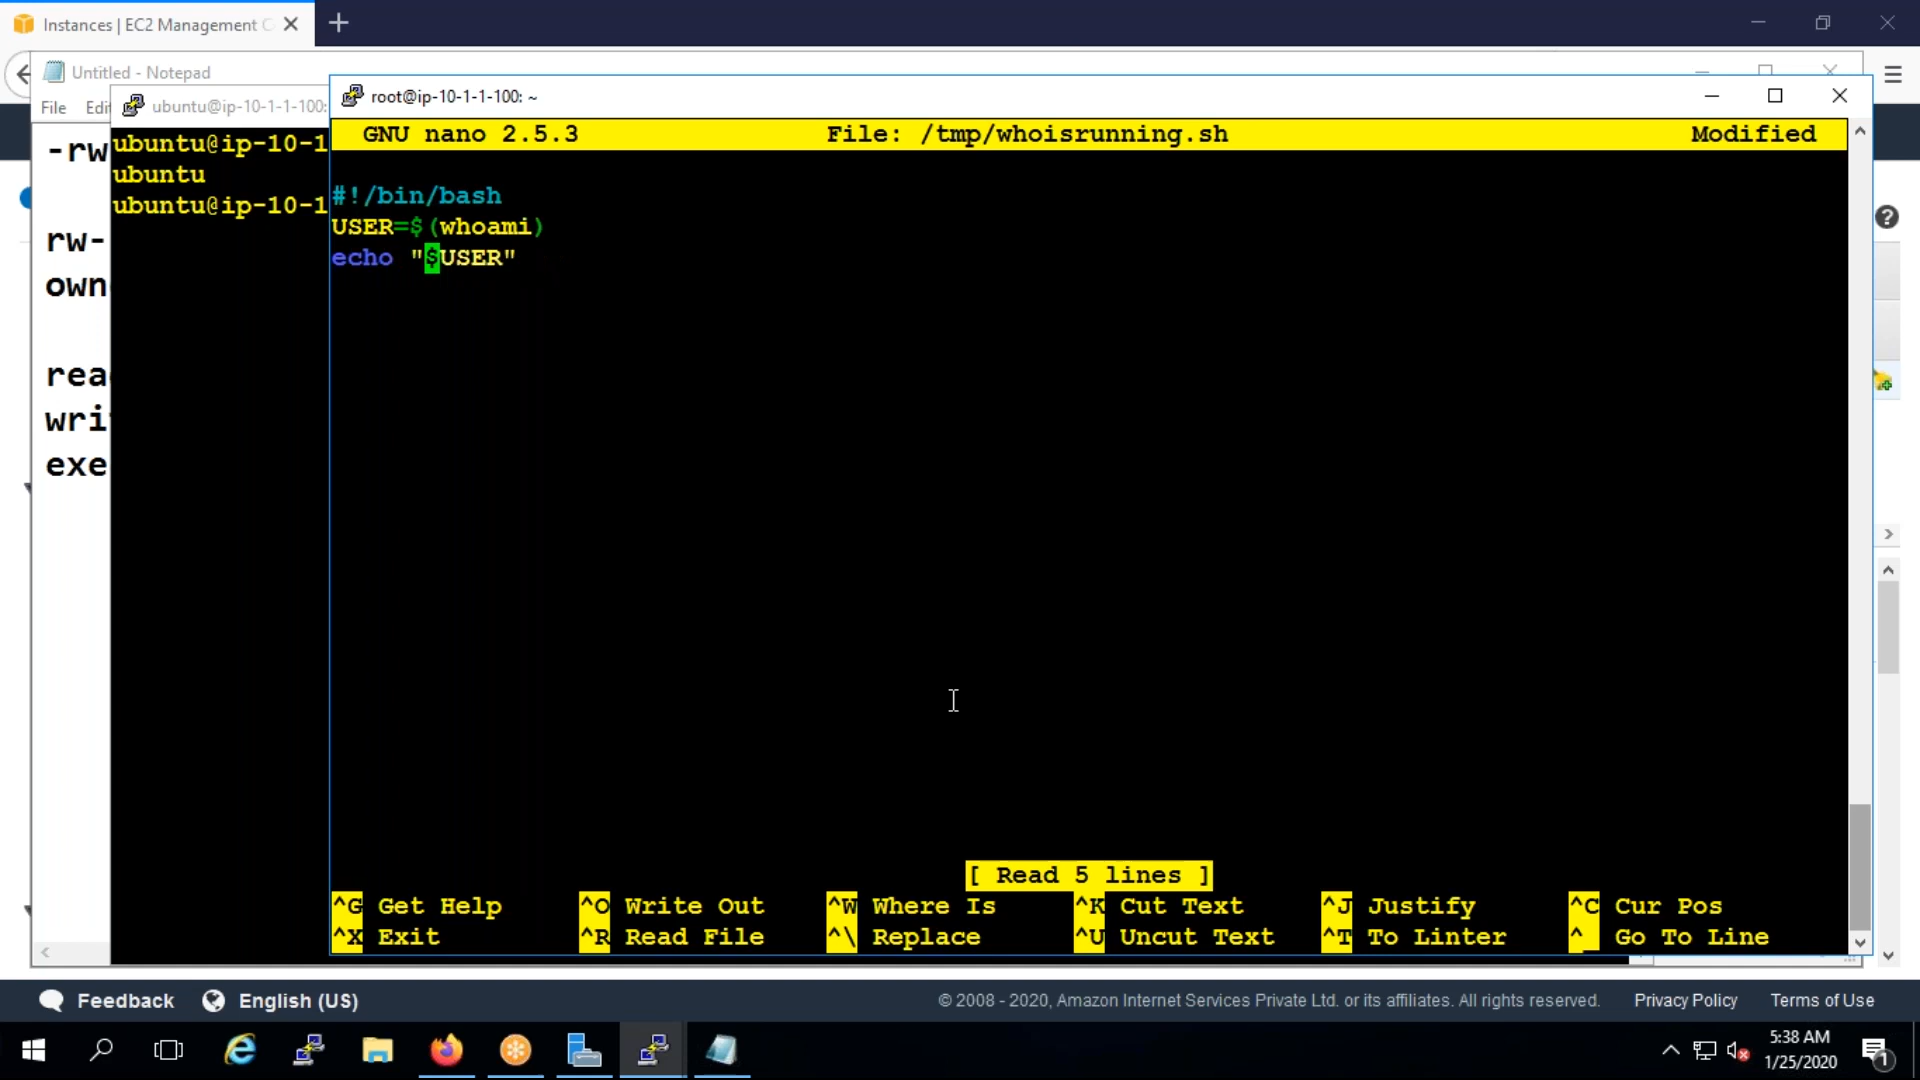 Instances | EC2 Management C
Untitled - Notepad
File Edi
ubuntu@ip-10-1-1-100:
root@ip-10-1-1-100: ~
-rw
rw-
own
rea
wri
exe
ubuntu@ip-10-1
ubuntu
ubuntu@ip-10-1
GNU nano 2.5.3 File: /tmp/whoisrunning.sh Modified
#!/bin/bash
USER=$(whoami)
echo "$USER"
[ Read 5 lines ]
^G Get Help ^O Write Out ^W Where Is ^K Cut Text ^J Justify ^C Cur Pos
^X Exit ^R Read File ^\ Replace ^U Uncut Text ^T To Linter ^_ Go To Line
Feedback English (US) © 2008 - 2020, Amazon Internet Services Private Ltd. or its affiliates. All rights reserved. Privacy Policy Terms of Use
5:38 AM
1/25/2020
1